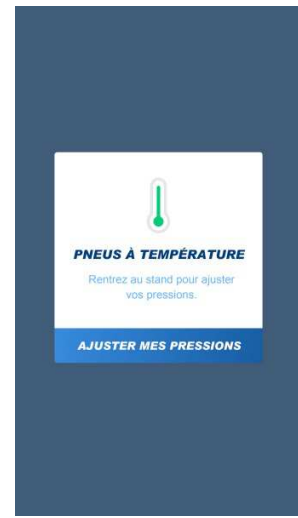 PNEUS À TEMPÉRATURE
Rentrez au stand pour ajuster
vos pressions.
AJUSTER MES PRESSIONS